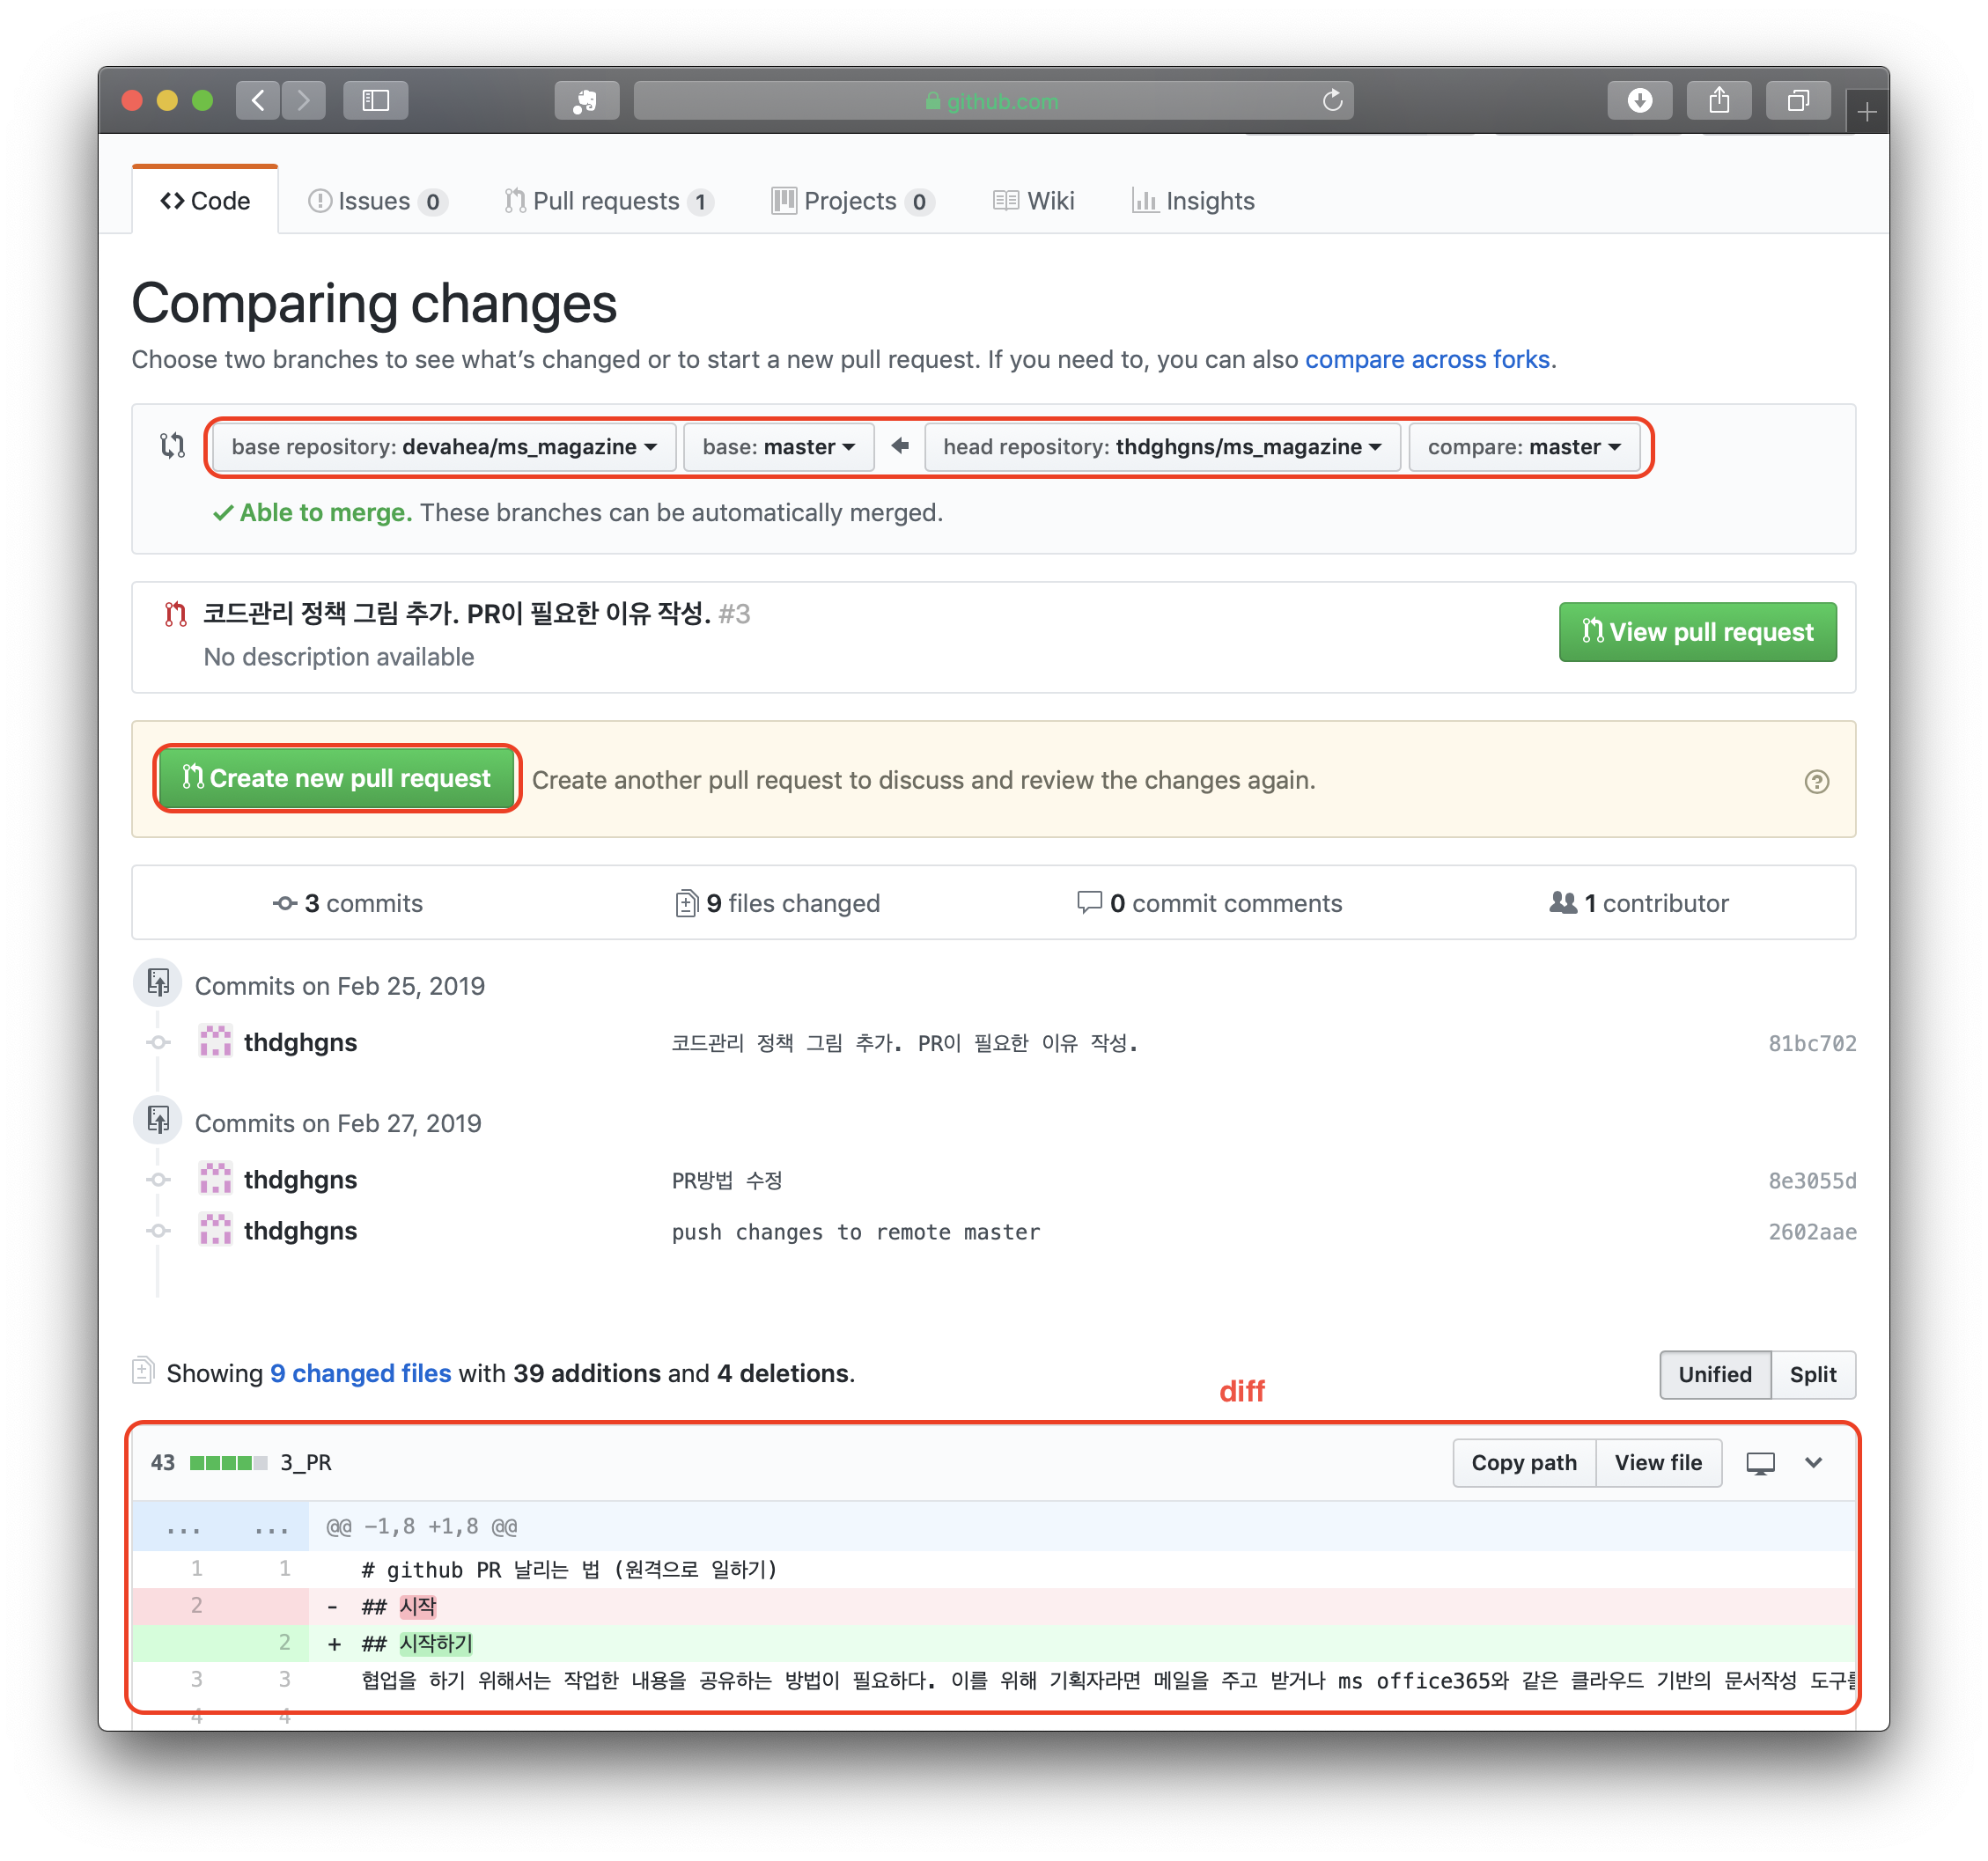 github.com
Code Issues 0 Pull requests 1 Projects 0 Wiki Insights
Comparing changes
Choose two branches to see what’s changed or to start a new pull request. If you need to, you can also compare across forks.
base repository: devahea/ms_magazine base: master head repository: thdghgns/ms_magazine compare: master
Able to merge. These branches can be automatically merged.
코드관리 정책 그림 추가. PR이 필요한 이유 작성. #3
No description available
View pull request
Create new pull request Create another pull request to discuss and review the changes again.
3 commits 9 files changed 0 commit comments 1 contributor
Commits on Feb 25, 2019
thdghgns 코드관리 정책 그림 추가. PR이 필요한 이유 작성. 81bc702
Commits on Feb 27, 2019
thdghgns PR방법 수정 8e3055d
thdghgns push changes to remote master 2602aae
Showing 9 changed files with 39 additions and 4 deletions.
Unified Split
diff
43 3_PR Copy path View file
... ... @@ -1,8 +1,8 @@
1 1 # github PR 날리는 법 (원격으로 일하기)
2 - ## 시작
2 + ## 시작하기
3 3 협업을 하기 위해서는 작업한 내용을 공유하는 방법이 필요하다. 이를 위해 기획자라면 메일을 주고 받거나 ms office365와 같은 클라우드 기반의 문서작성
4 4